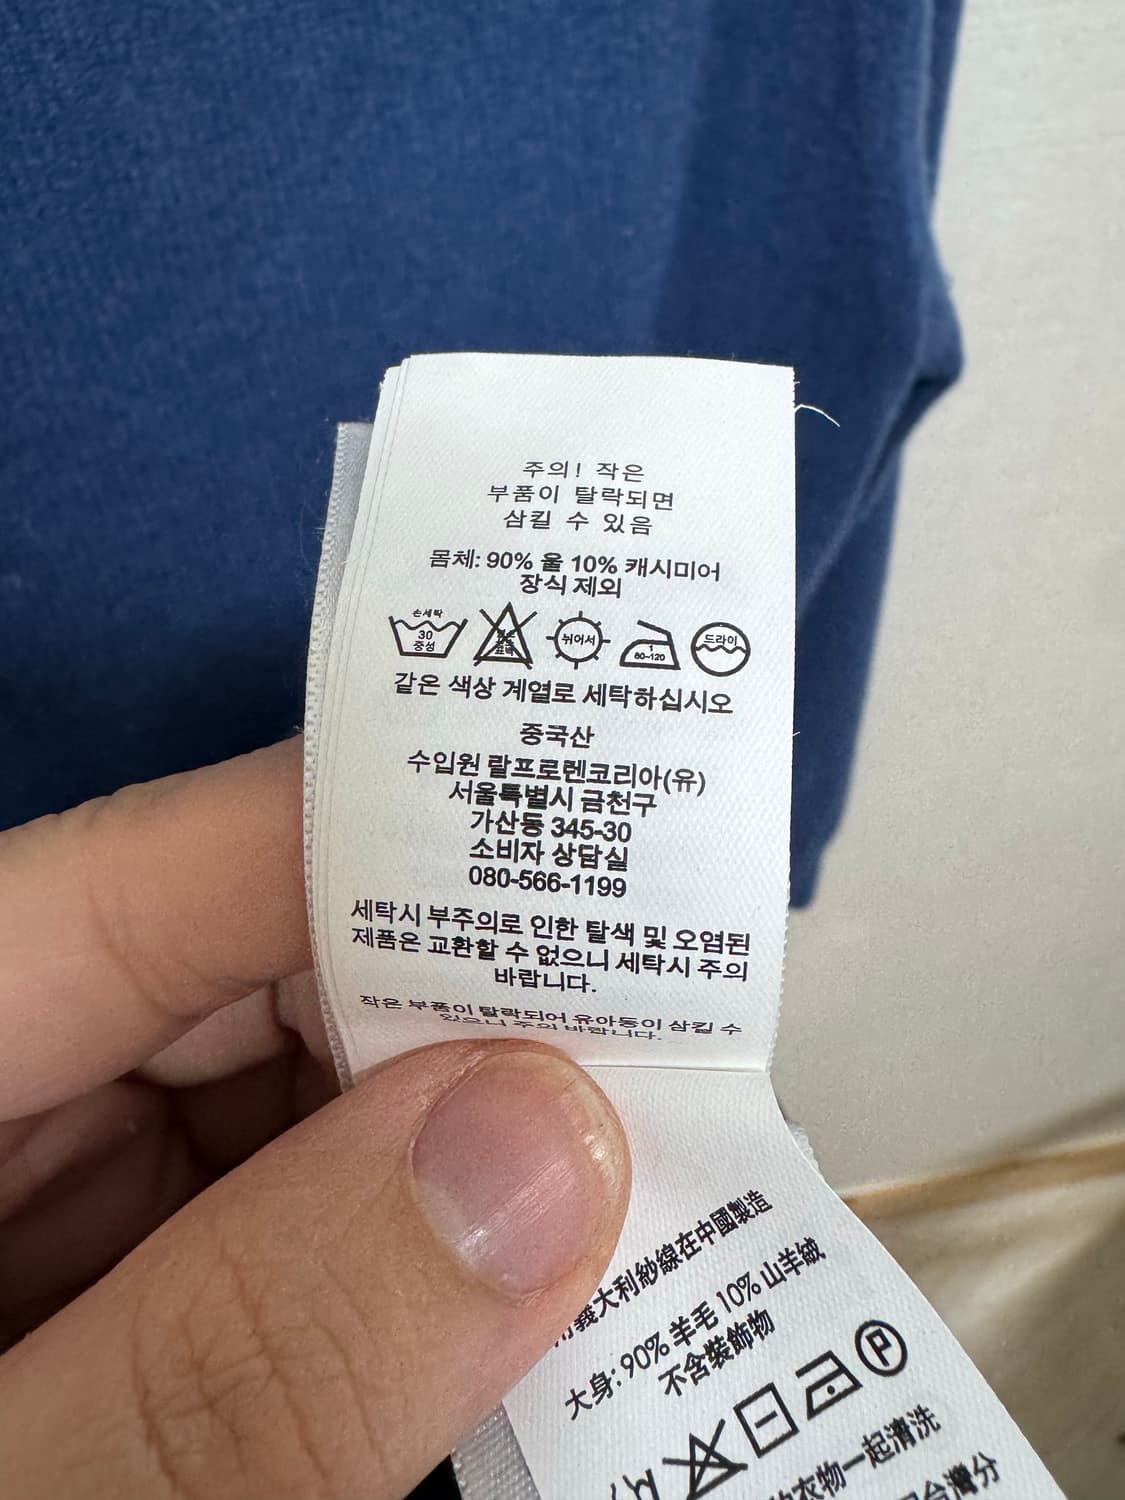 주의! 작은
부품이 탈락되면
삼킬 수 있음
몸체: 90% 울 10% 캐시미어
장식 제외
손세탁
30
중성
뉘어서
1
80-120
드라이
같은 색상 계열로 세탁하십시오
중국산
수입원 랄프로렌코리아(유)
서울특별시 금천구
가산동 345-30
소비자 상담실
080-566-1199
세탁시 부주의로 인한 탈색 및 오염된
제품은 교환할 수 없으니 세탁시 주의
바랍니다.
작은 부품이 탈락되어 유아동이 삼킬 수
있으니 주의 바랍니다.
義大利紗線在中國製造
大身: 90% 羊毛 10% 山羊絨
不含裝飾物
P
衣物一起清洗
台灣分